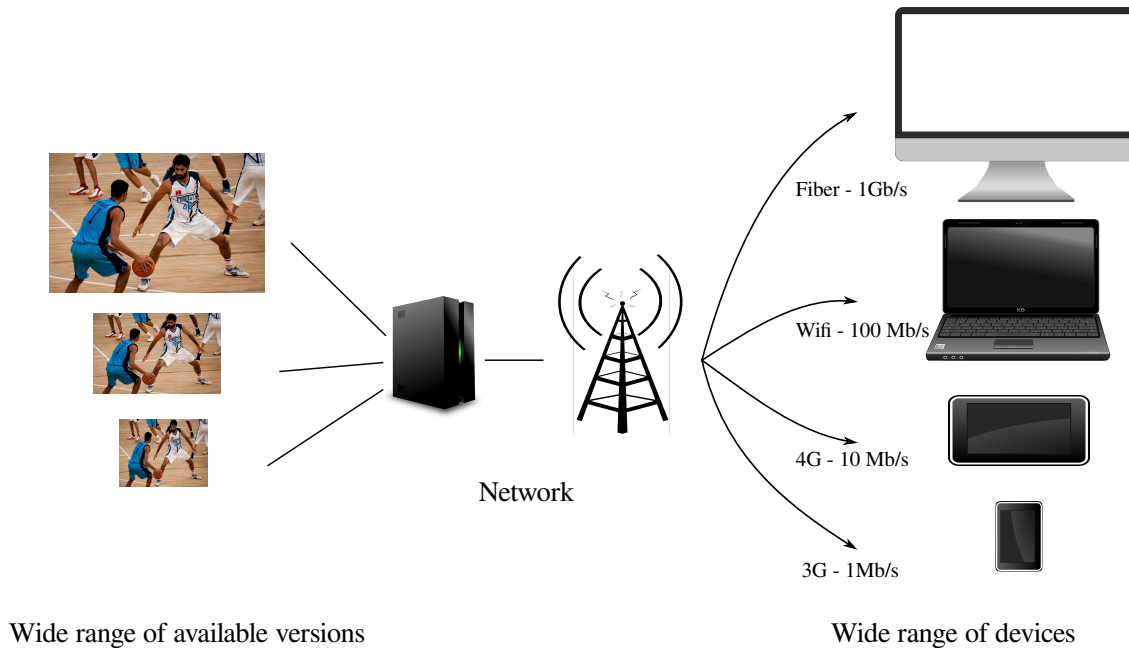 Fiber - 1Gb/s
Wifi - 100 Mb/s
4G - 10 Mb/s
Network
3G - 1Mb/s
Wide range of available versions
Wide range of devices